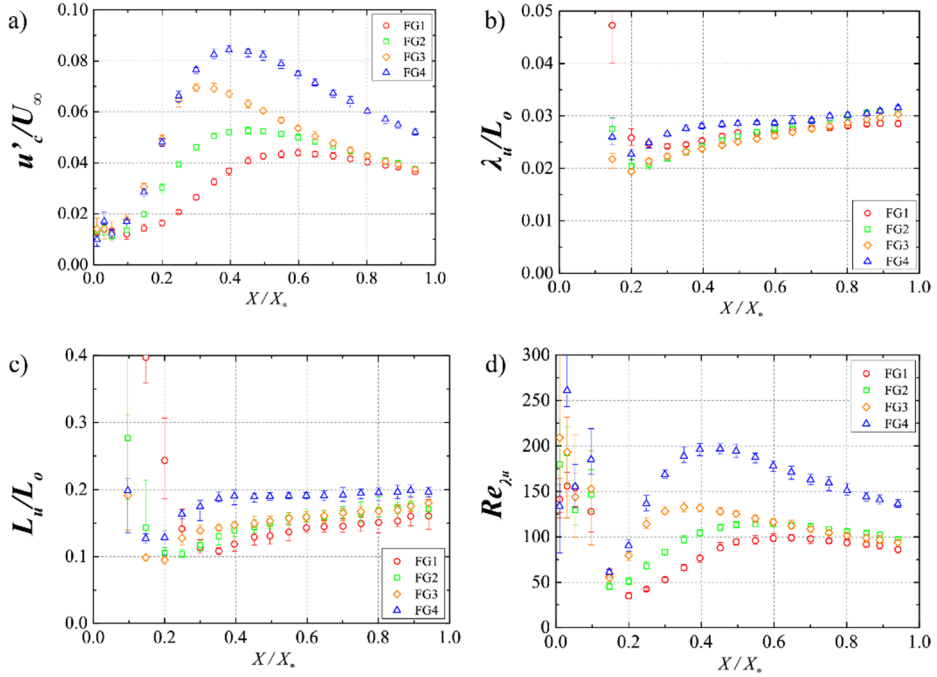 a)
u'c/U∞
0.10
0.08
0.06
0.04
0.02
0.00
0.0 0.2 0.4 0.6 0.8 1.0
X/X*
FG1
FG2
FG3
FG4
b)
λu/Lo
0.05
0.04
0.03
0.02
0.01
0.00
0.0 0.2 0.4 0.6 0.8 1.0
X/X*
FG1
FG2
FG3
FG4
c)
Lu/Lo
0.4
0.3
0.2
0.1
0.0
0.0 0.2 0.4 0.6 0.8 1.0
X/X*
FG1
FG2
FG3
FG4
d)
Reλu
300
250
200
150
100
50
0
0.0 0.2 0.4 0.6 0.8 1.0
X/X*
FG1
FG2
FG3
FG4